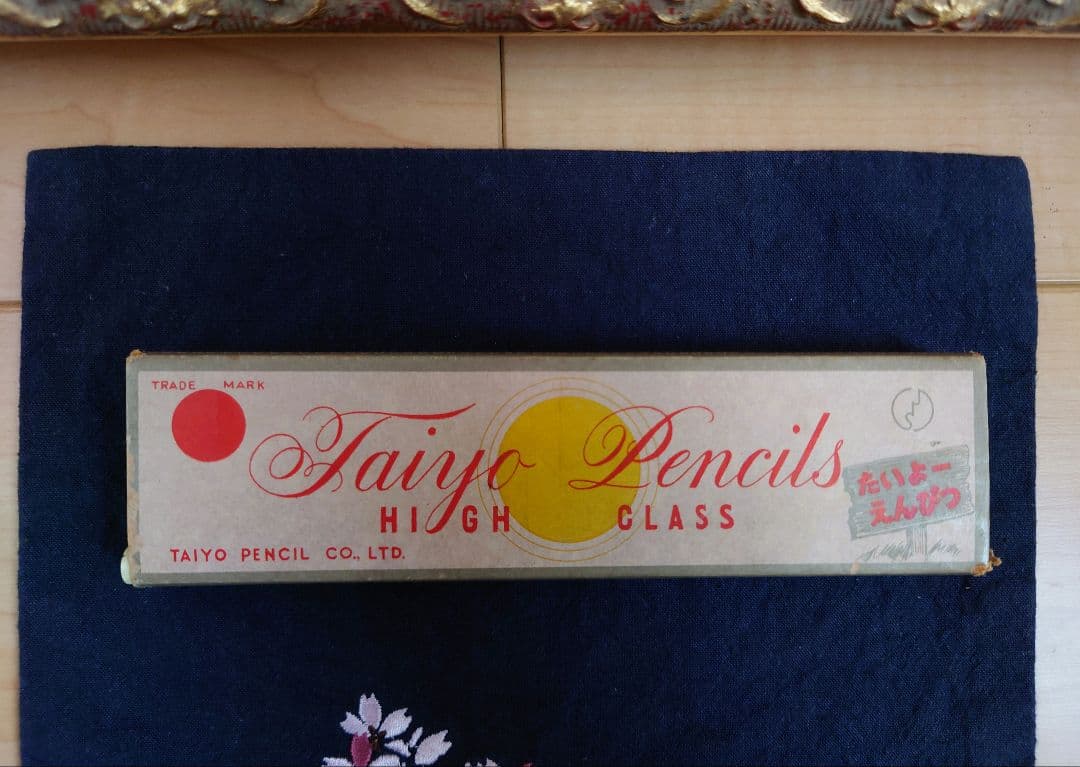 TRADE MARK
Taiyo Pencils
HIGH CLASS
TAIYO PENCIL CO., LTD.
たいよー
えんぴつ